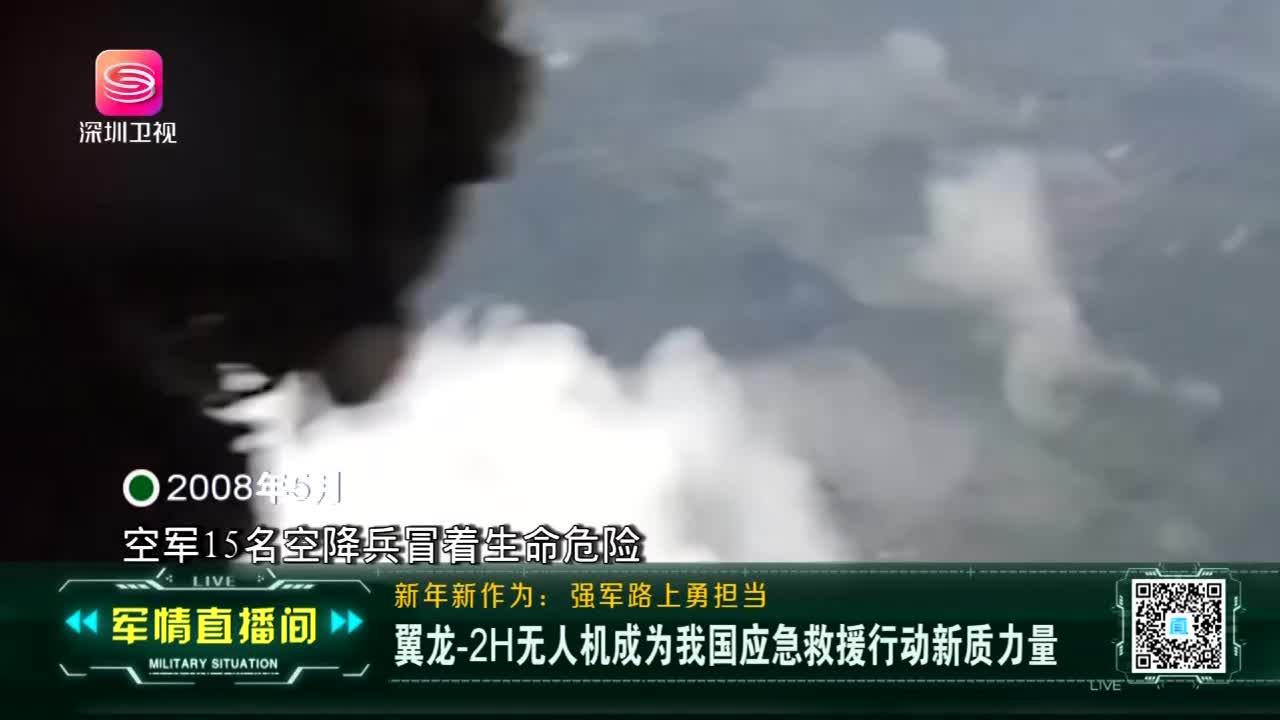 深圳卫视
2008年5月
空军15名空降兵冒着生命危险
LIVE
军情直播间
MILITARY SITUATION
新年新作为：强军路上勇担当
翼龙-2H无人机成为我国应急救援行动新质力量
LIVE